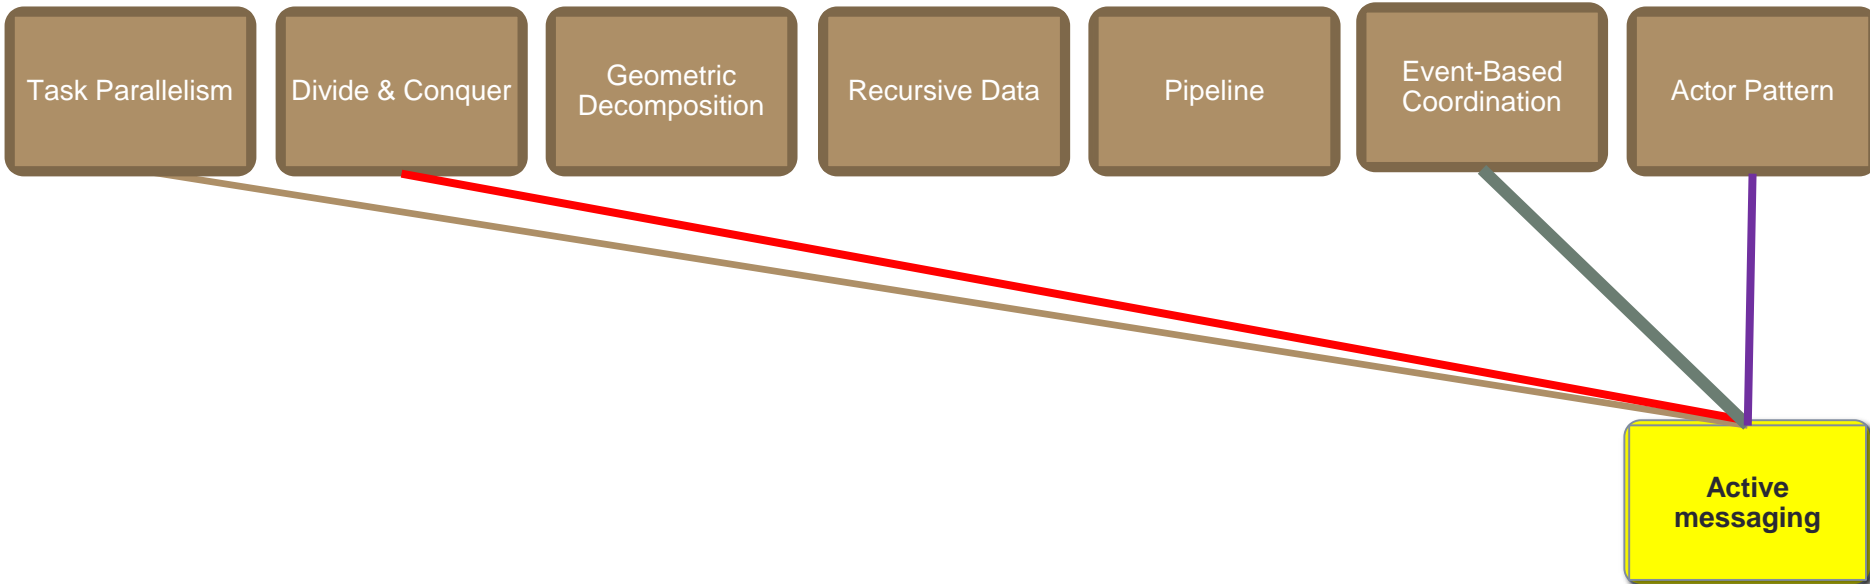 Task Parallelism
Divide & Conquer
Geometric
Decomposition
Recursive Data
Pipeline
Event-Based
Coordination
Actor Pattern
Active
messaging